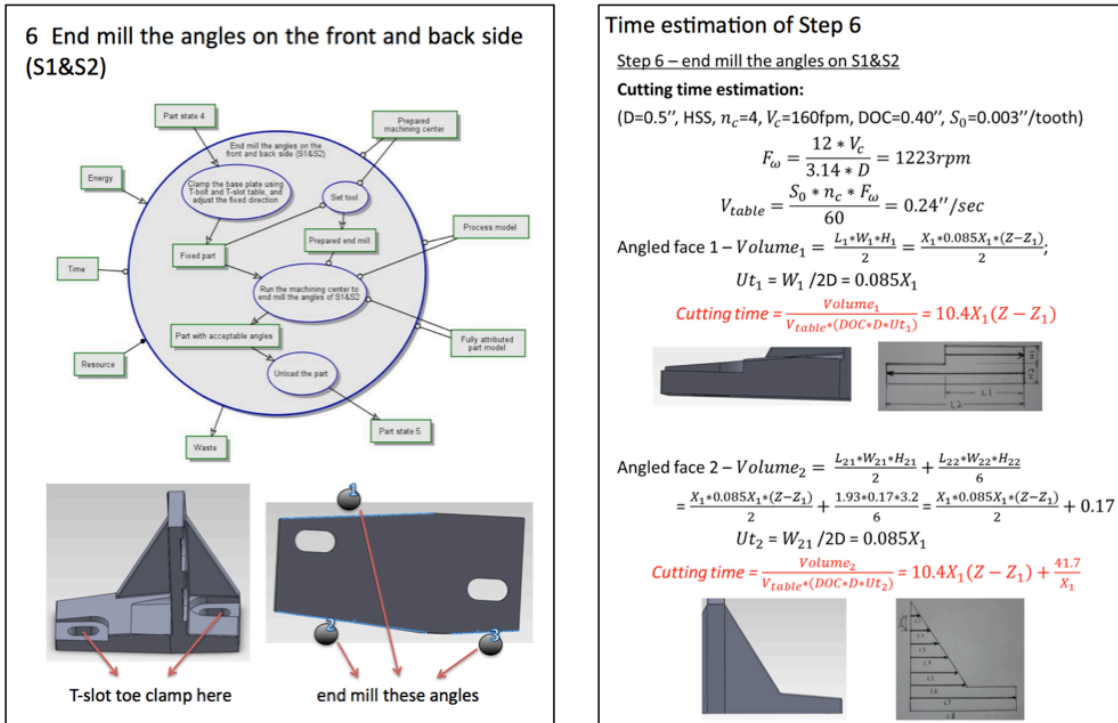 6 End mill the angles on the front and back side
(S1&S2)
Part state 4
Prepared
machining center
End mill the angles on the
front and back side (S1&S2)
Energy
Clamp the base plate using
T-bolt and T-slot table, and
adjust the fixed direction
Set tool
Process model
Prepared end mill
Fixed part
Time
Run the machining center to
end mill the angles of S1&S2
Part with acceptable angles
Fully attributed
part model
Resource
Unload the part
Part state 5
Waste
1
2
3
T-slot toe clamp here
end mill these angles
Time estimation of Step 6
Step 6 – end mill the angles on S1&S2
Cutting time estimation:
(D=0.5’’, HSS, n_c=4, V_c=160fpm, DOC=0.40’’, S_0=0.003’’/tooth)
F_ω = 12 * V_c / 3.14 * D = 1223rpm
V_table = S_0 * n_c * F_ω / 60 = 0.24’’/sec
Angled face 1 – Volume_1 = L_1*W_1*H_1 / 2 = X_1*0.085X_1*(Z−Z_1) / 2;
Ut_1 = W_1 /2D = 0.085X_1
Cutting time = Volume_1 / V_table*(DOC*D*Ut_1) = 10.4X_1(Z − Z_1)
H1
H2
L1
L2
Angled face 2 – Volume_2 = L_21*W_21*H_21 / 2 + L_22*W_22*H_22 / 6
= X_1*0.085X_1*(Z−Z_1) / 2 + 1.93*0.17*3.2 / 6 = X_1*0.085X_1*(Z−Z_1) / 2 + 0.17
Ut_2 = W_21 /2D = 0.085X_1
Cutting time = Volume_2 / V_table*(DOC*D*Ut_2) = 10.4X_1(Z − Z_1) + 41.7 / X_1
L4
L5
L6
L7